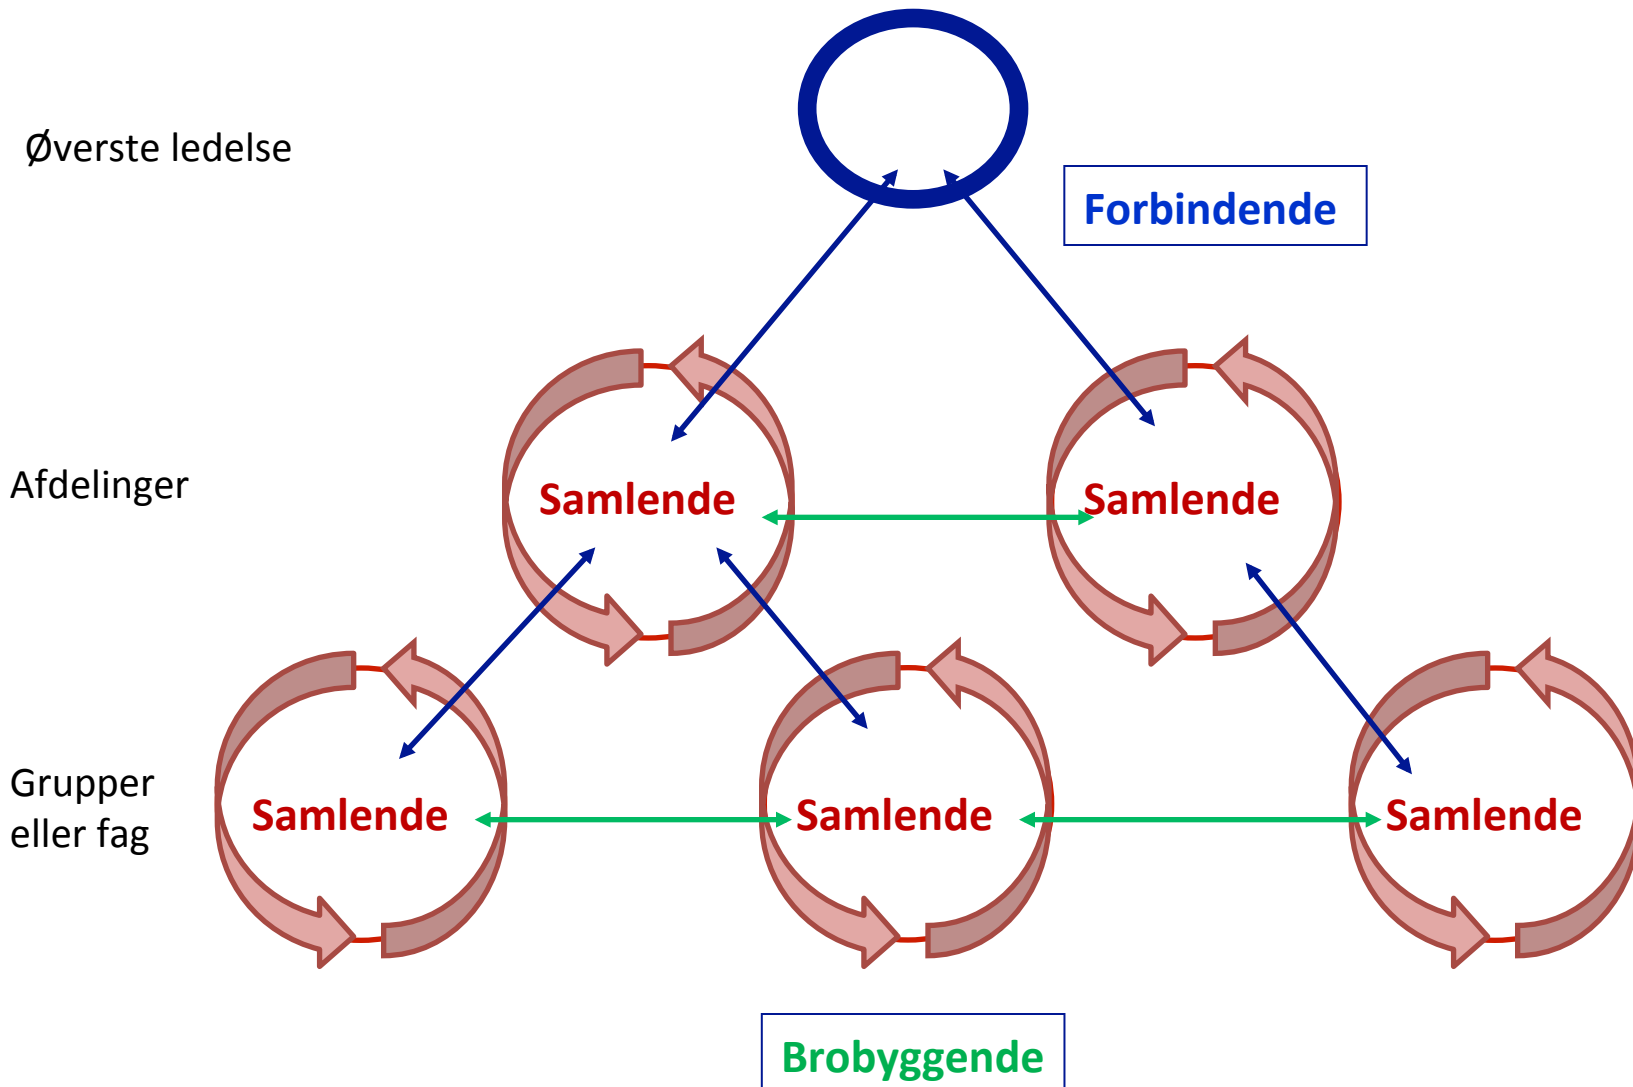 Øverste ledelse
Forbindende
Afdelinger
Samlende
Samlende
Grupper
eller fag
Samlende
Samlende
Samlende
Brobyggende